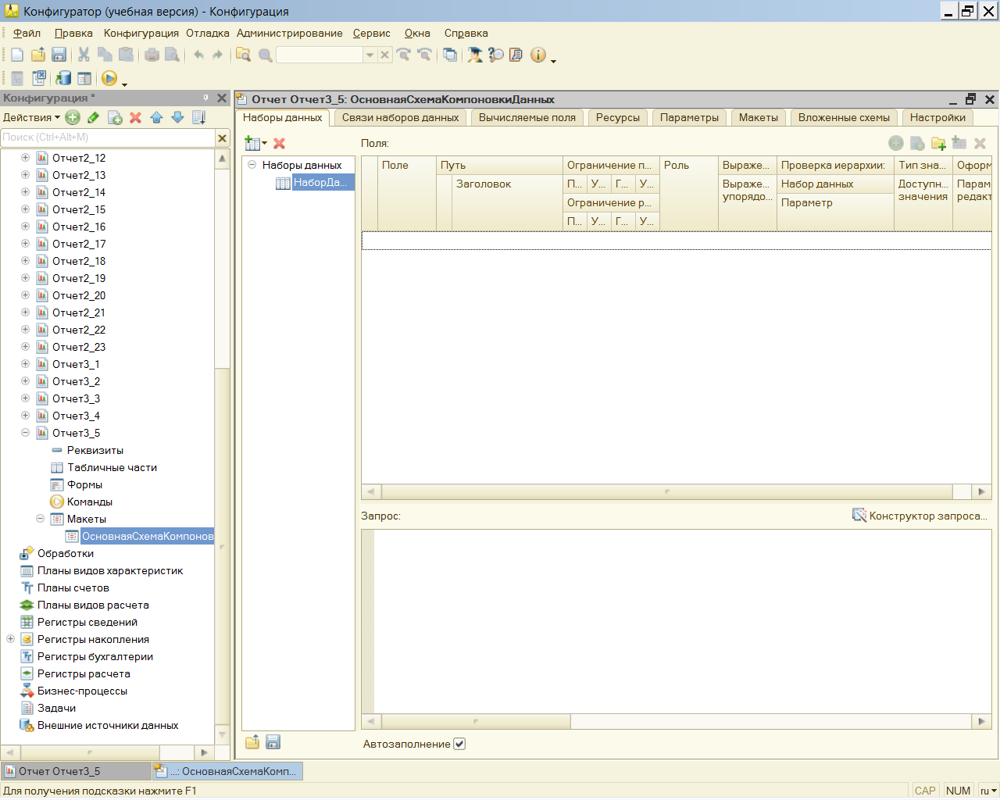 Конфигуратор (учебная версия) - Конфигурация
Файл Правка Конфигурация Отладка Администрирование Сервис Окна Справка
Конфигурация *
Действия
Поиск (Ctrl+Alt+M)
Отчет2_12
Отчет2_13
Отчет2_14
Отчет2_15
Отчет2_16
Отчет2_17
Отчет2_18
Отчет2_19
Отчет2_20
Отчет2_21
Отчет2_22
Отчет2_23
Отчет3_1
Отчет3_2
Отчет3_3
Отчет3_4
Отчет3_5
Реквизиты
Табличные части
Формы
Команды
Макеты
ОсновнаяСхемаКомпонов
Обработки
Планы видов характеристик
Планы счетов
Планы видов расчета
Регистры сведений
Регистры накопления
Регистры бухгалтерии
Регистры расчета
Бизнес-процессы
Задачи
Внешние источники данных
Отчет Отчет3_5: ОсновнаяСхемаКомпоновкиДанных
Наборы данных Связи наборов данных Вычисляемые поля Ресурсы Параметры Макеты Вложенные схемы Настройки
Наборы данных
НаборДа...
Поля:
Поле Путь Ограничение п... Роль Выраже... Проверка иерархии: Тип зна... Оформ
Заголовок П... У... Г... У... Выраже... Набор данных Доступн... Парам
упорядо... значения редакт
Ограничение р... Параметр
П... У... Г... У...
Запрос:
Конструктор запроса...
Автозаполнение
Отчет Отчет3_5 ...: ОсновнаяСхемаКомп...
Для получения подсказки нажмите F1
CAP NUM ru